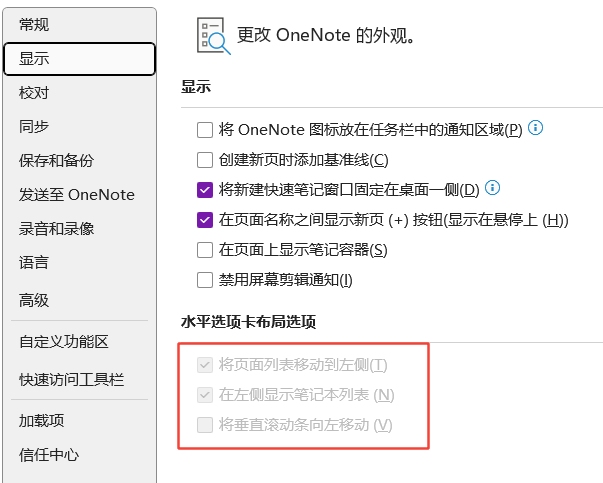 常规
显示
校对
同步
保存和备份
发送至 OneNote
录音和录像
语言
高级
自定义功能区
快速访问工具栏
加载项
信任中心
更改 OneNote 的外观。
显示
将 OneNote 图标放在任务栏中的通知区域(P)
创建新页时添加基准线(C)
将新建快速笔记窗口固定在桌面一侧(D)
在页面名称之间显示新页 (+) 按钮(显示在悬停上 (H))
在页面上显示笔记容器(S)
禁用屏幕剪辑通知(I)
水平选项卡布局选项
将页面列表移动到左侧(T)
在左侧显示笔记本列表 (N)
将垂直滚动条向左移动 (V)